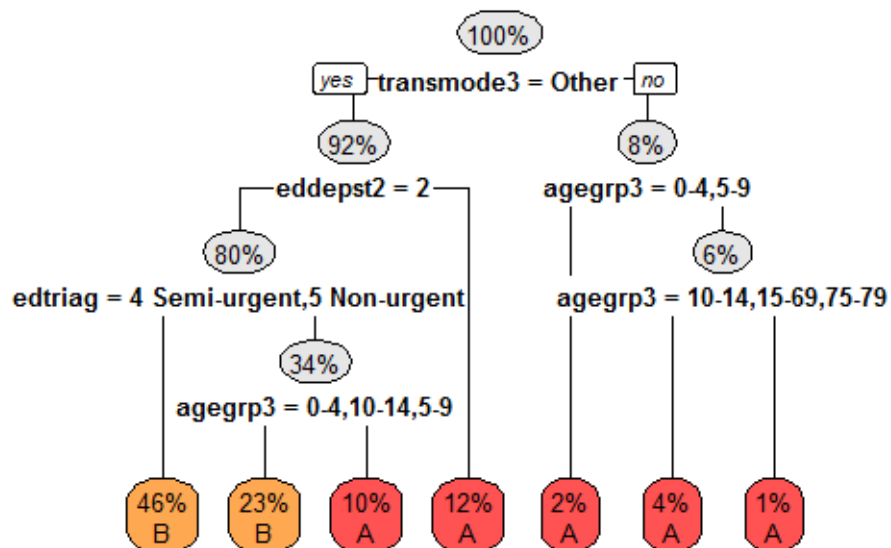 100%
yes transmode3 = Other no
92% 8%
eddepst2 = 2 agegrp3 = 0-4,5-9
80% 6%
edtriag = 4 Semi-urgent,5 Non-urgent agegrp3 = 10-14,15-69,75-79
34%
agegrp3 = 0-4,10-14,5-9
46% 23% 10% 12% 2% 4% 1%
B B A A A A A